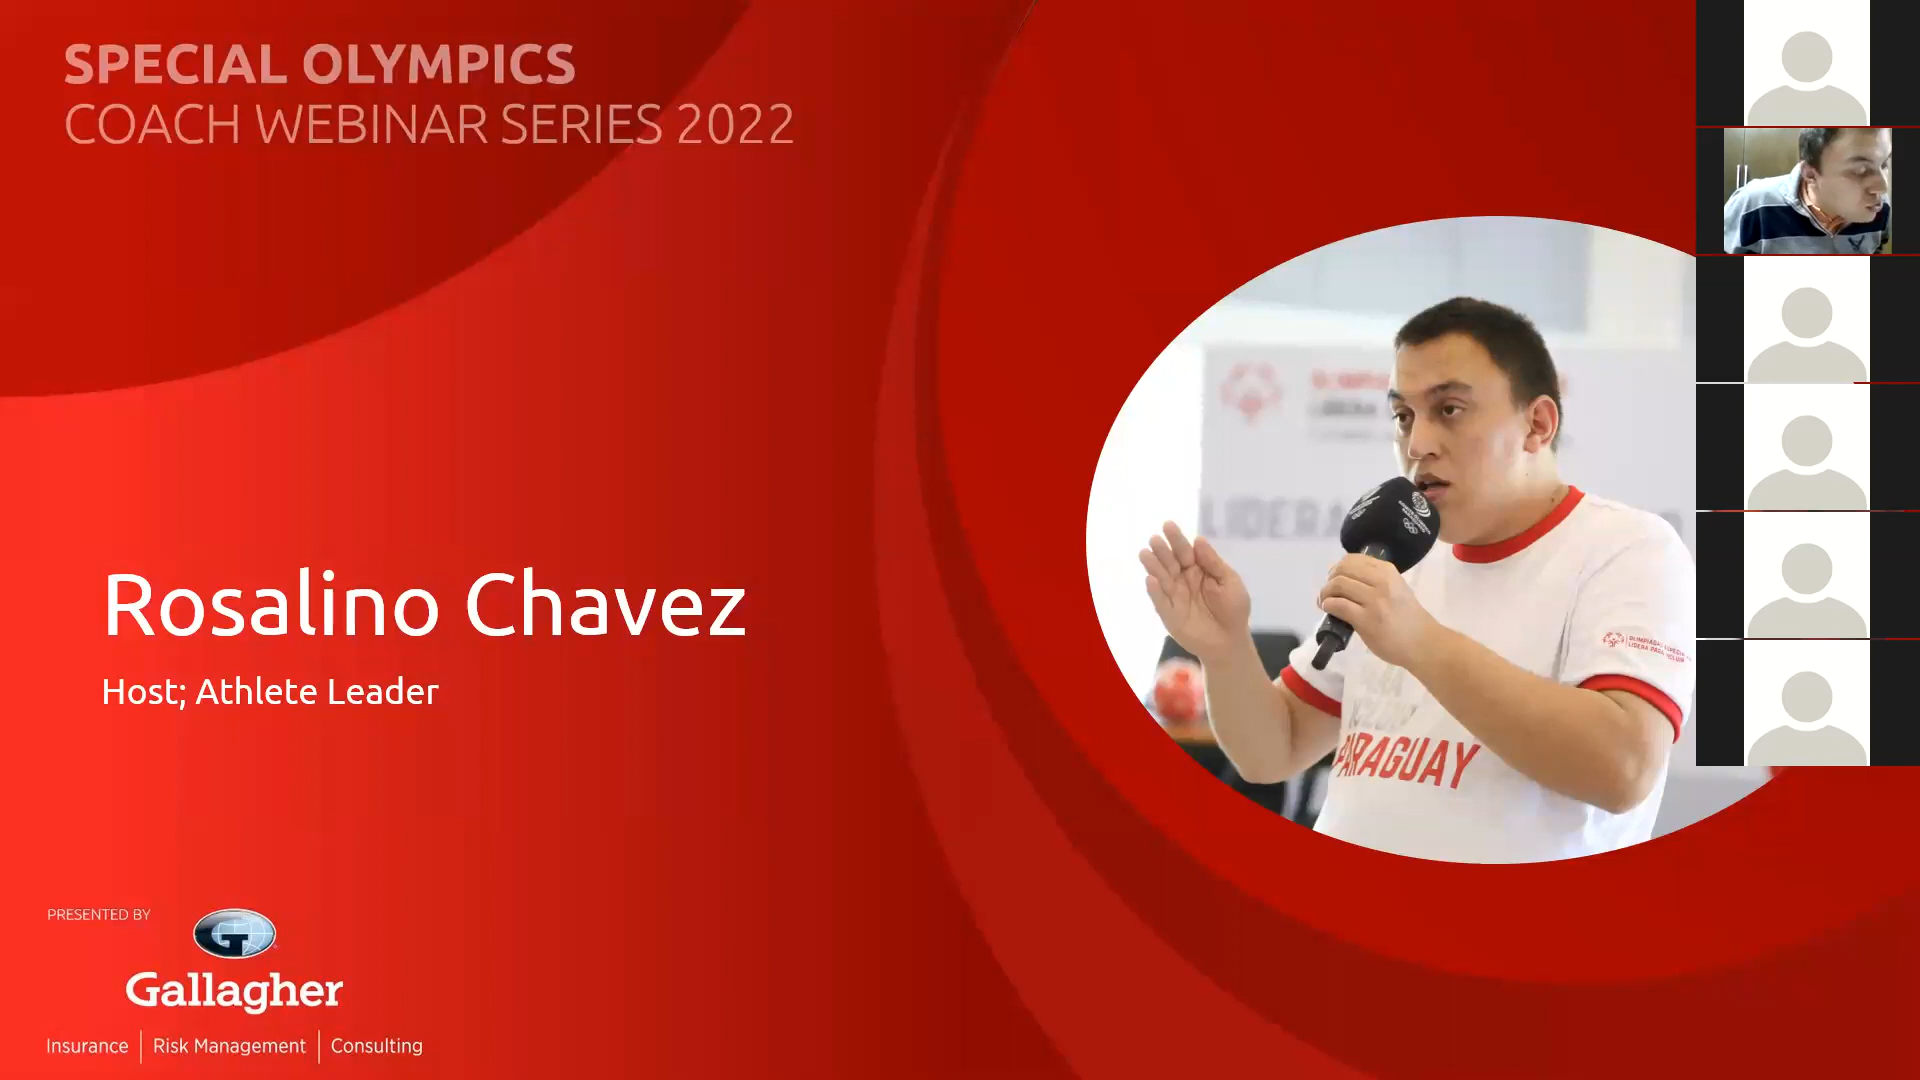 SPECIAL OLYMPICS
COACH WEBINAR SERIES 2022
Rosalino Chavez
Host; Athlete Leader
PARAGUAY
PRESENTED BY
G
Gallagher
Insurance | Risk Management | Consulting